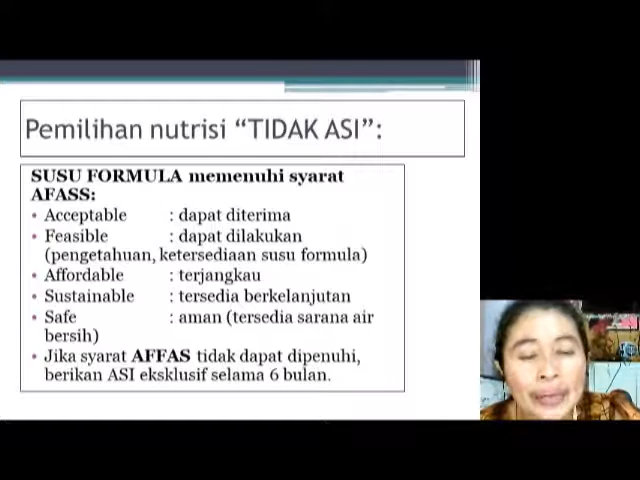 Pemilihan nutrisi “TIDAK ASI”:
SUSU FORMULA memenuhi syarat
AFASS:
• Acceptable : dapat diterima
• Feasible : dapat dilakukan
(pengetahuan, ketersediaan susu formula)
• Affordable : terjangkau
• Sustainable : tersedia berkelanjutan
• Safe : aman (tersedia sarana air
bersih)
• Jika syarat AFFAS tidak dapat dipenuhi,
berikan ASI eksklusif selama 6 bulan.